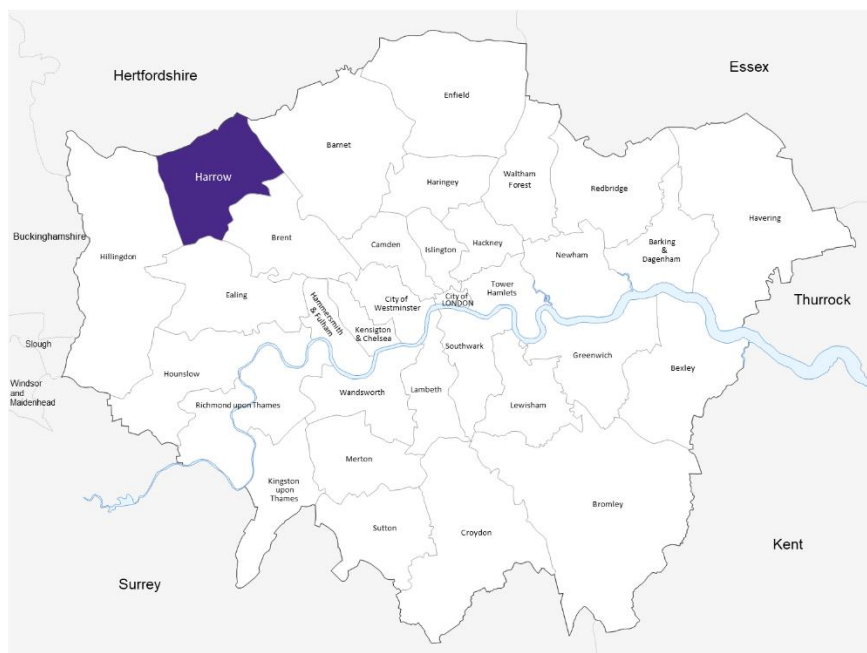 Hertfordshire
Essex
Enfield
Barnet
Harrow
Haringey
Waltham
Forest
Redbridge
Havering
Buckinghamshire
Hillingdon
Brent
Camden
Islington
Hackney
Newham
Barking
&
Dagenham
Ealing
Hammersmith
& Fulham
City of
Westminster
Kensigton
& Chelsea
City of
LONDON
Tower
Hamlets
Thurrock
Slough
Windsor
and
Maidenhead
Hounslow
Richmond upon Thames
Wandsworth
Lambeth
Southwark
Lewisham
Greenwich
Bexley
Merton
Kingston
upon
Thames
Sutton
Croydon
Bromley
Surrey
Kent